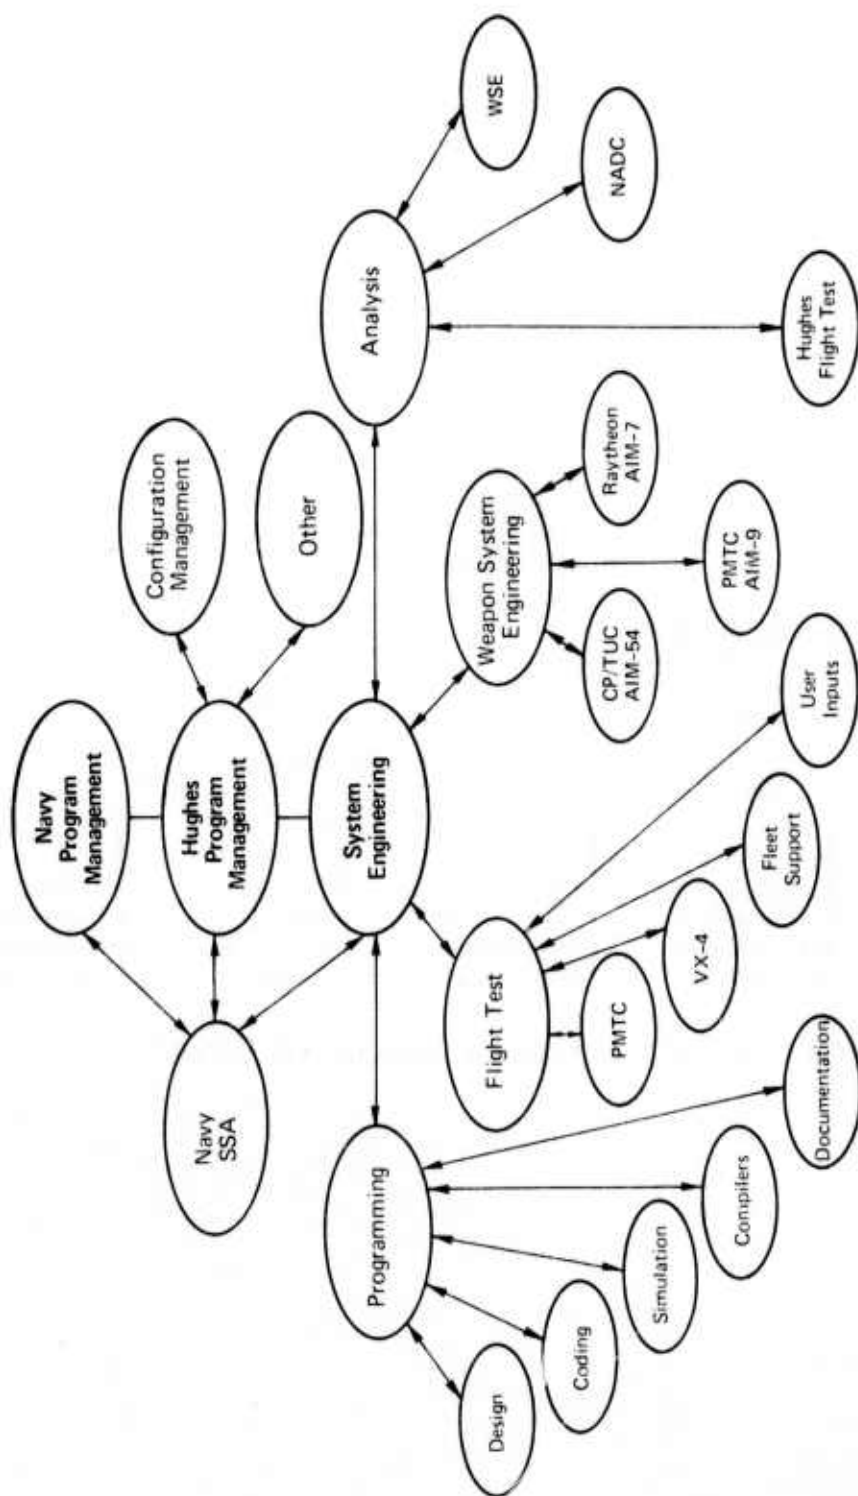 Navy
Program
Management
Navy
SSA
Hughes
Program
Management
Configuration
Management
Other
System
Engineering
Programming
Analysis
Flight Test
Weapon System
Engineering
Design
Coding
Simulation
Compilers
Documentation
PMTC
VX-4
Fleet
Support
User
Inputs
CP/TUC
AIM-54
PMTC
AIM-9
Raytheon
AIM-7
Hughes
Flight Test
NADC
WSE